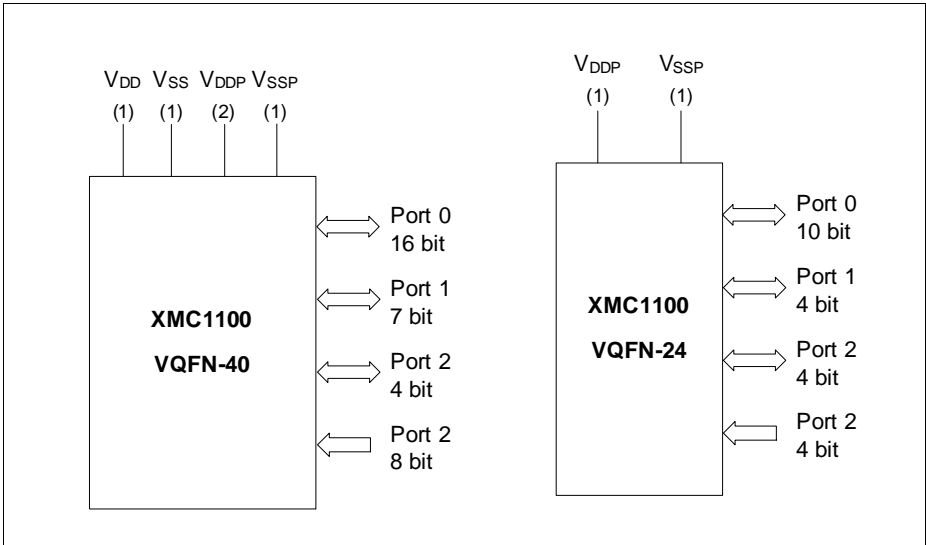 VDD VSS VDDP VSSP
(1) (1) (2) (1)
Port 0
16 bit
Port 1
7 bit
XMC1100
VQFN-40
Port 2
4 bit
Port 2
8 bit
VDDP VSSP
(1) (1)
Port 0
10 bit
Port 1
4 bit
XMC1100
VQFN-24
Port 2
4 bit
Port 2
4 bit